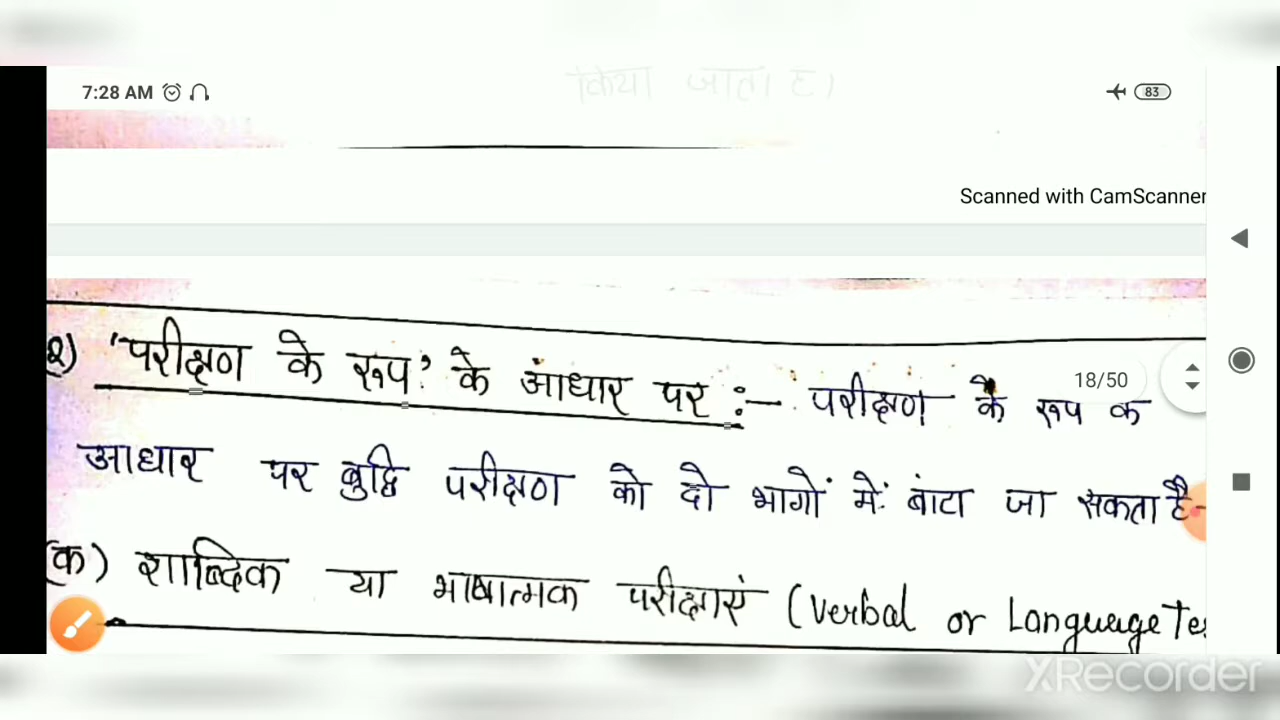 किया जाता है।
7:28 AM
83
Scanned with CamScanner
२) 'परीक्षण के रूप' के आधार पर :- परीक्षण के रूप क
18/50
आधार पर बुद्धि परीक्षण को दो भागों में बांटा जा सकता है-
(क) शाब्दिक या भाषात्मक परीक्षाएं (Verbal or Language Tes
XRecorder